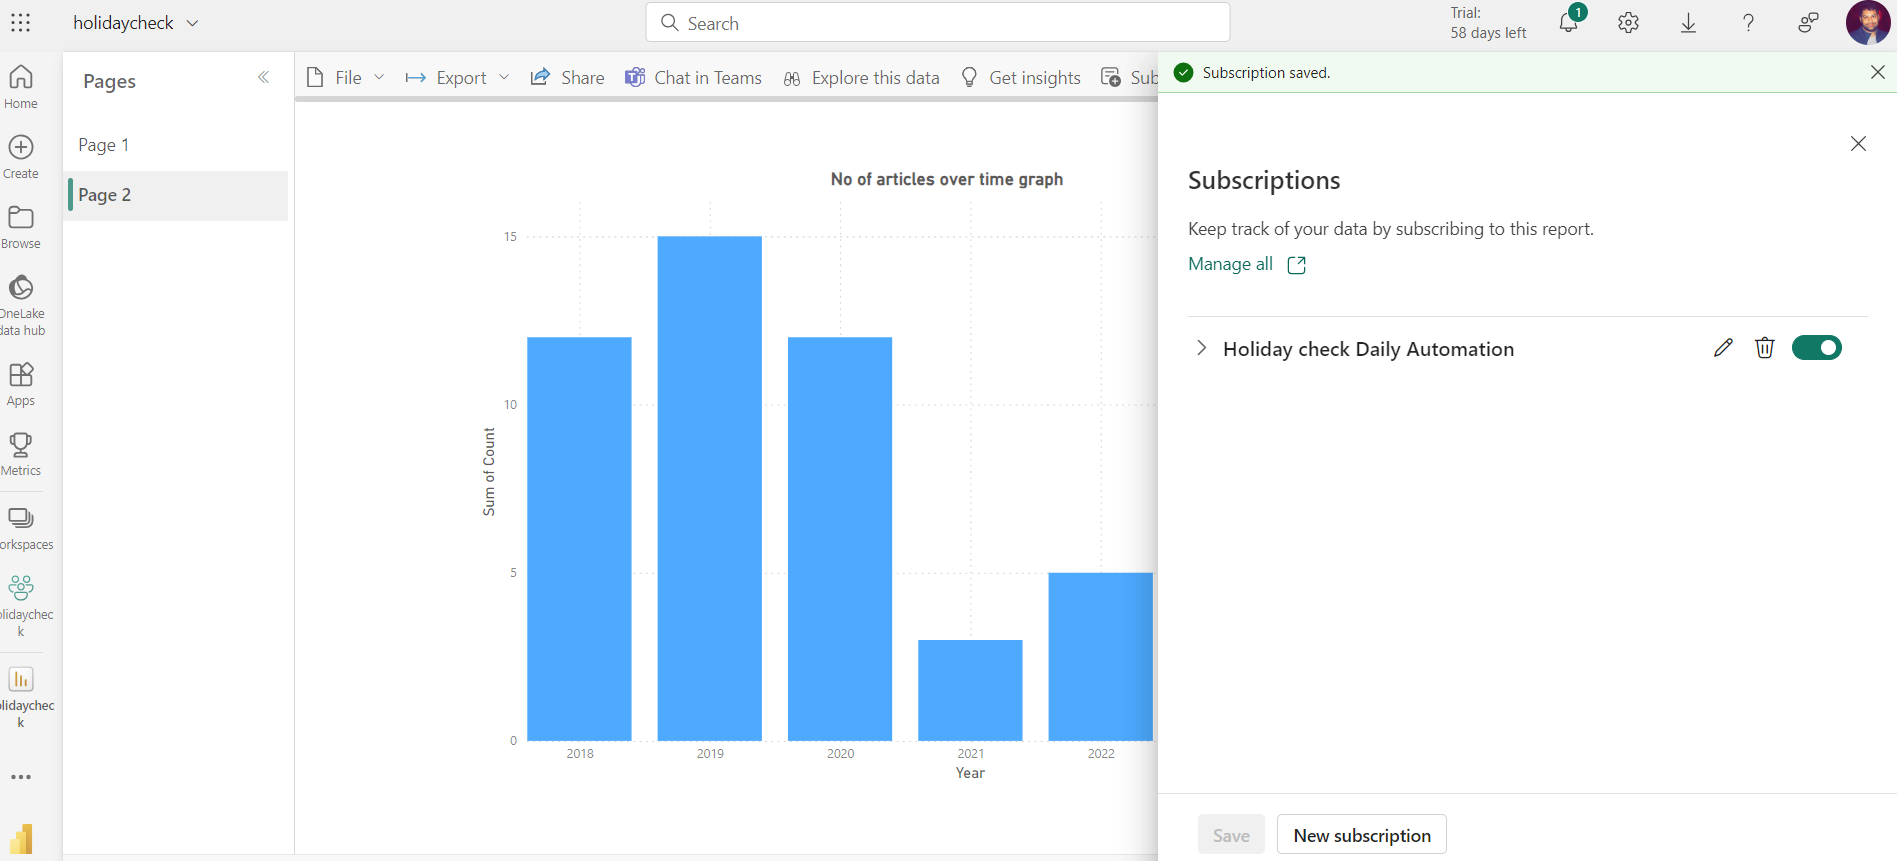 holidaycheck
Search
Trial:
58 days left
1
Home
Create
Browse
OneLake
data hub
Apps
Metrics
orkspaces
olidaychec
k
olidaychec
k
Pages
Page 1
Page 2
File
Export
Share
Chat in Teams
Explore this data
Get insights
Sub
No of articles over time graph
15
10
5
0
Sum of Count
2018
2019
2020
2021
2022
Year
Subscription saved.
Subscriptions
Keep track of your data by subscribing to this report.
Manage all
Holiday check Daily Automation
Save
New subscription